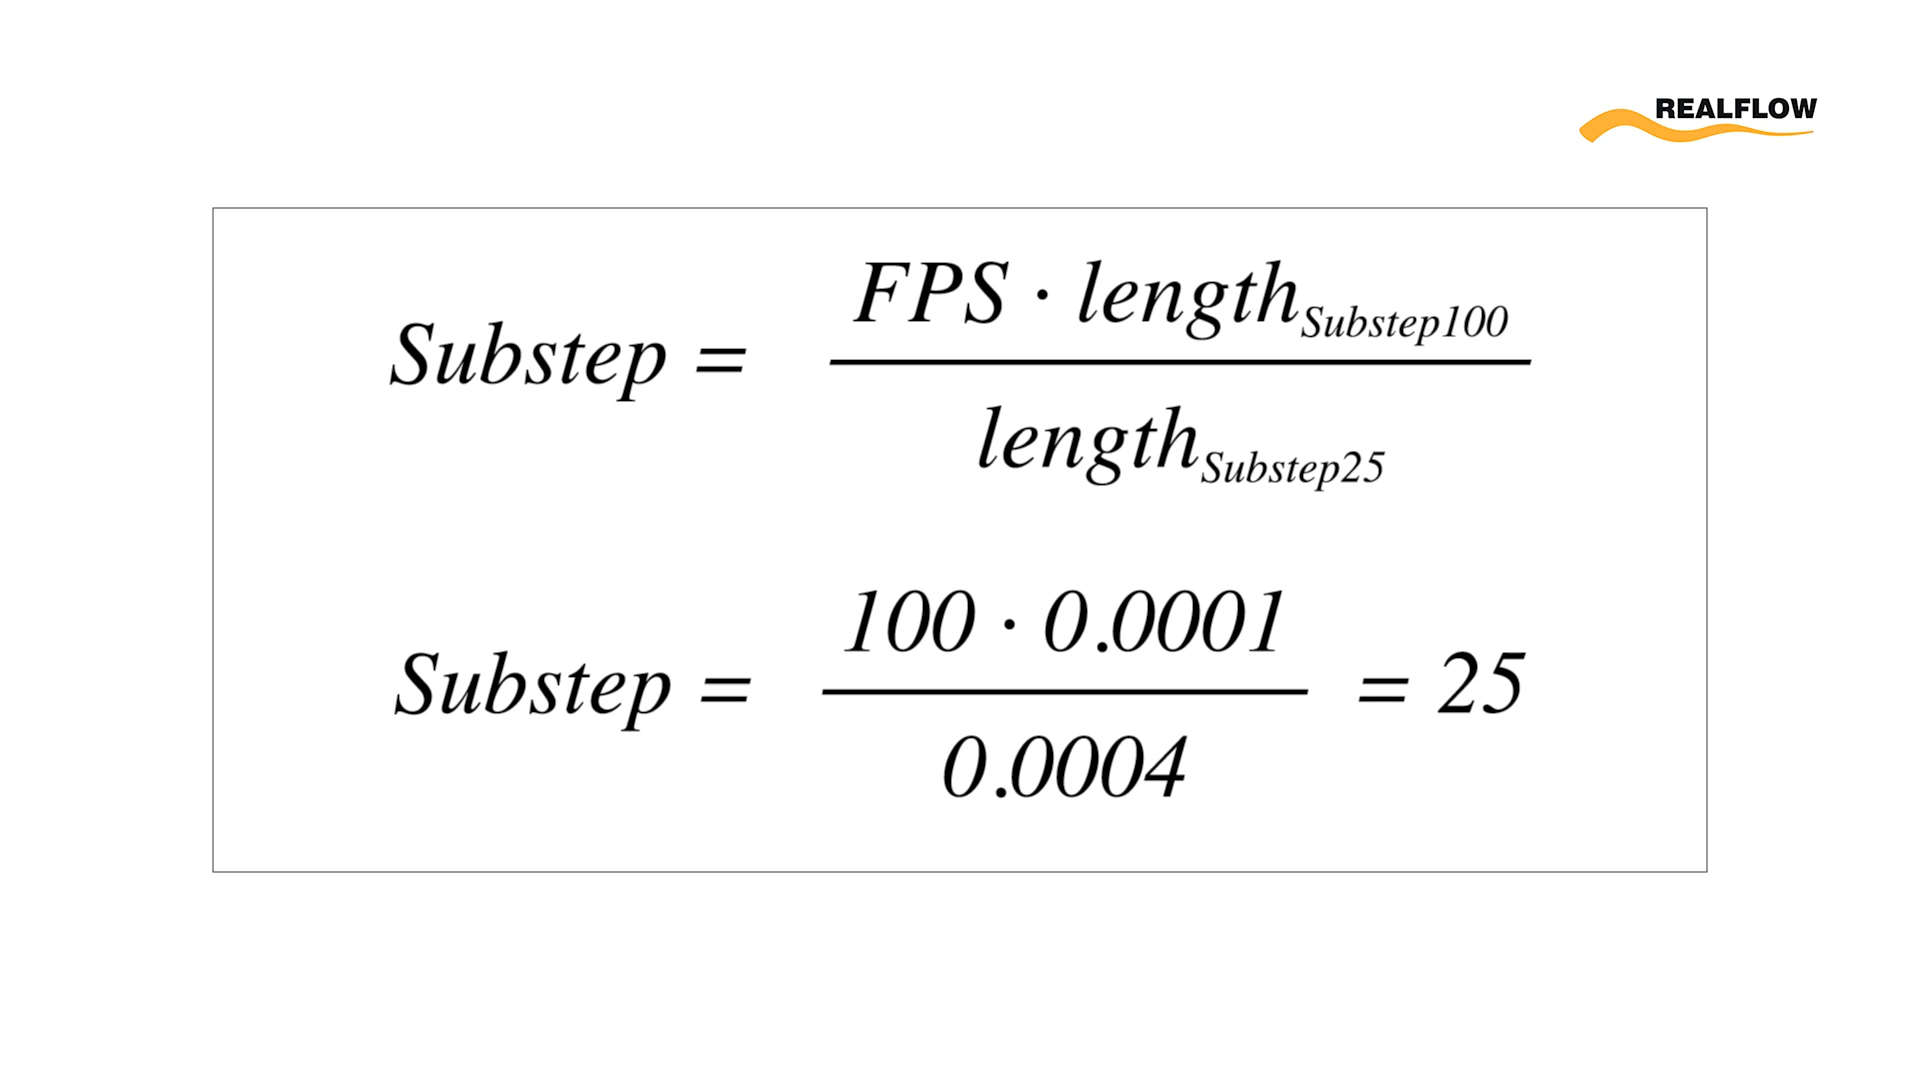 REALFLOW
Substep = FPS · length_Substep100 / length_Substep25
Substep = 100 · 0.0001 / 0.0004 = 25